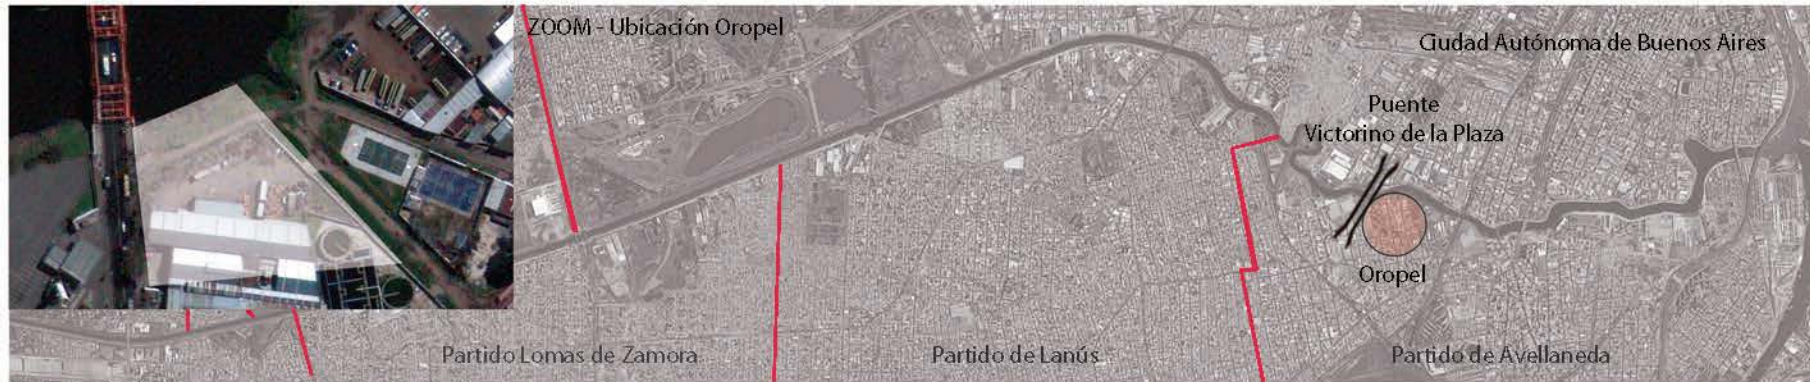 ZOOM - Ubicación Oropel
Ciudad Autónoma de Buenos Aires
Puente
Victorino de la Plaza
Oropel
Partido Lomas de Zamora
Partido de Lanús
Partido de Avellaneda